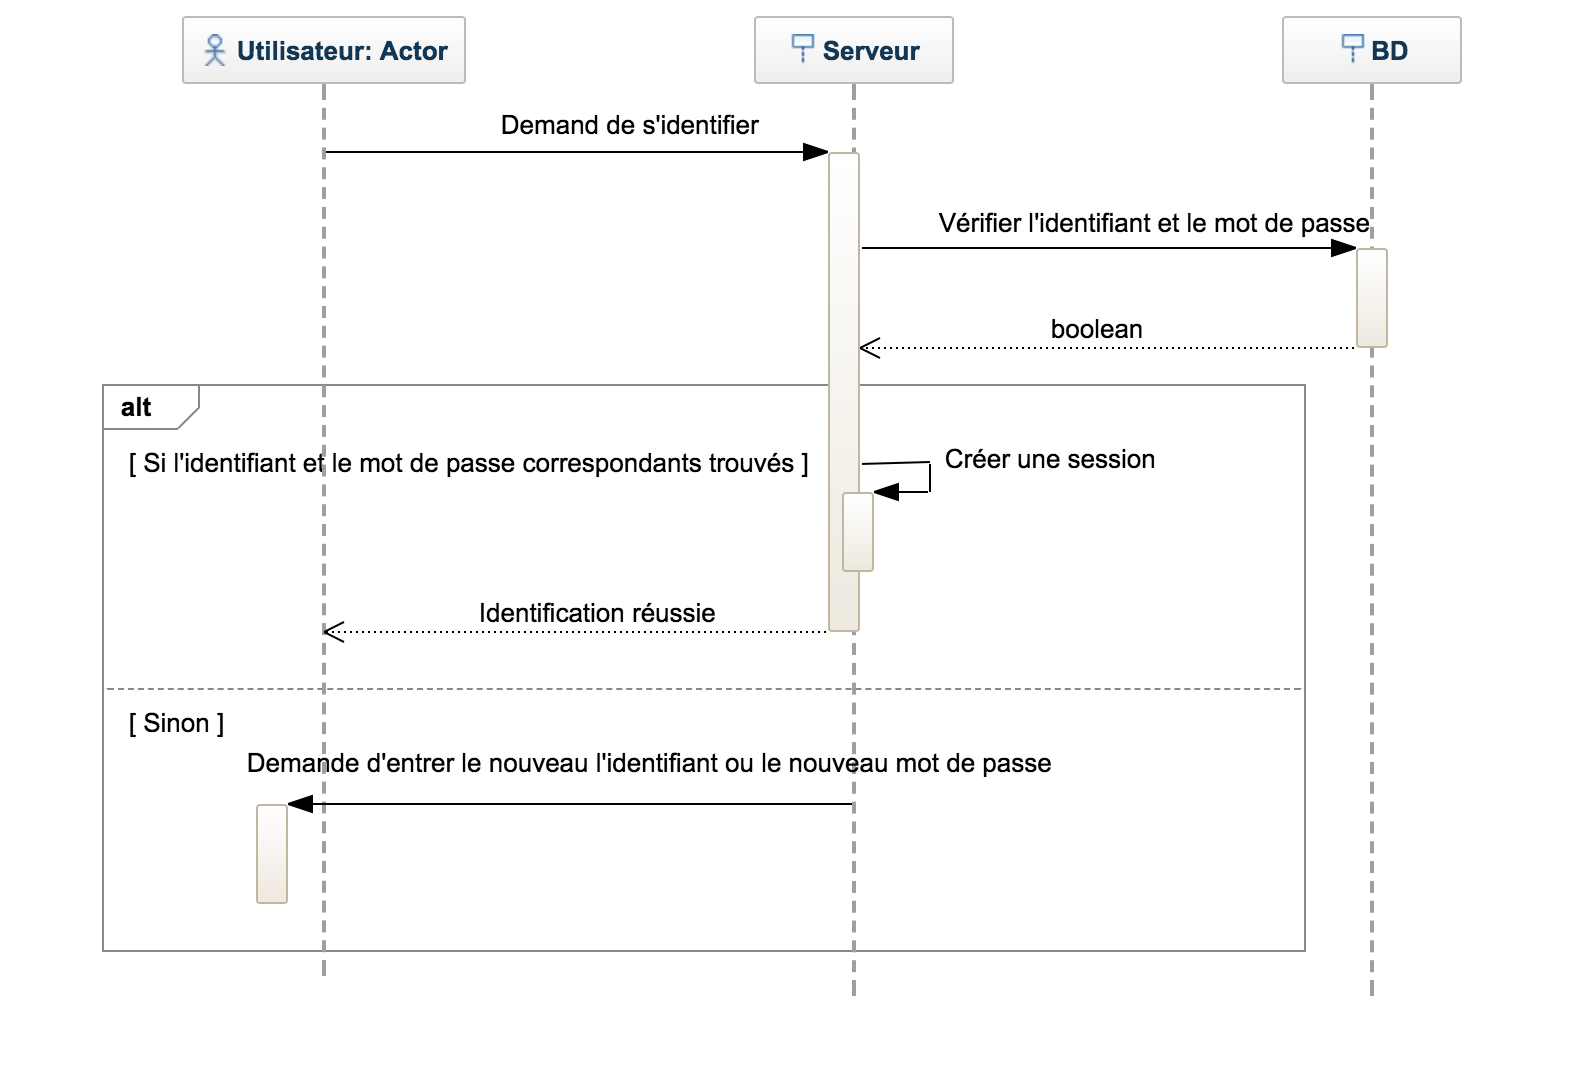 Utilisateur: Actor
Serveur
BD
Demand de s'identifier
Vérifier l'identifiant et le mot de passe
boolean
alt
[ Si l'identifiant et le mot de passe correspondants trouvés ]
Créer une session
Identification réussie
[ Sinon ]
Demande d'entrer le nouveau l'identifiant ou le nouveau mot de passe